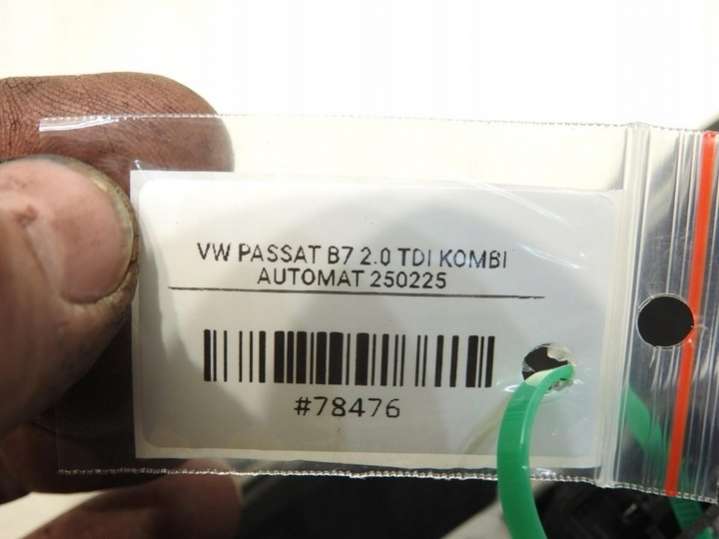 VW PASSAT B7 2.0 TDI KOMBI
AUTOMAT 250225
#78476